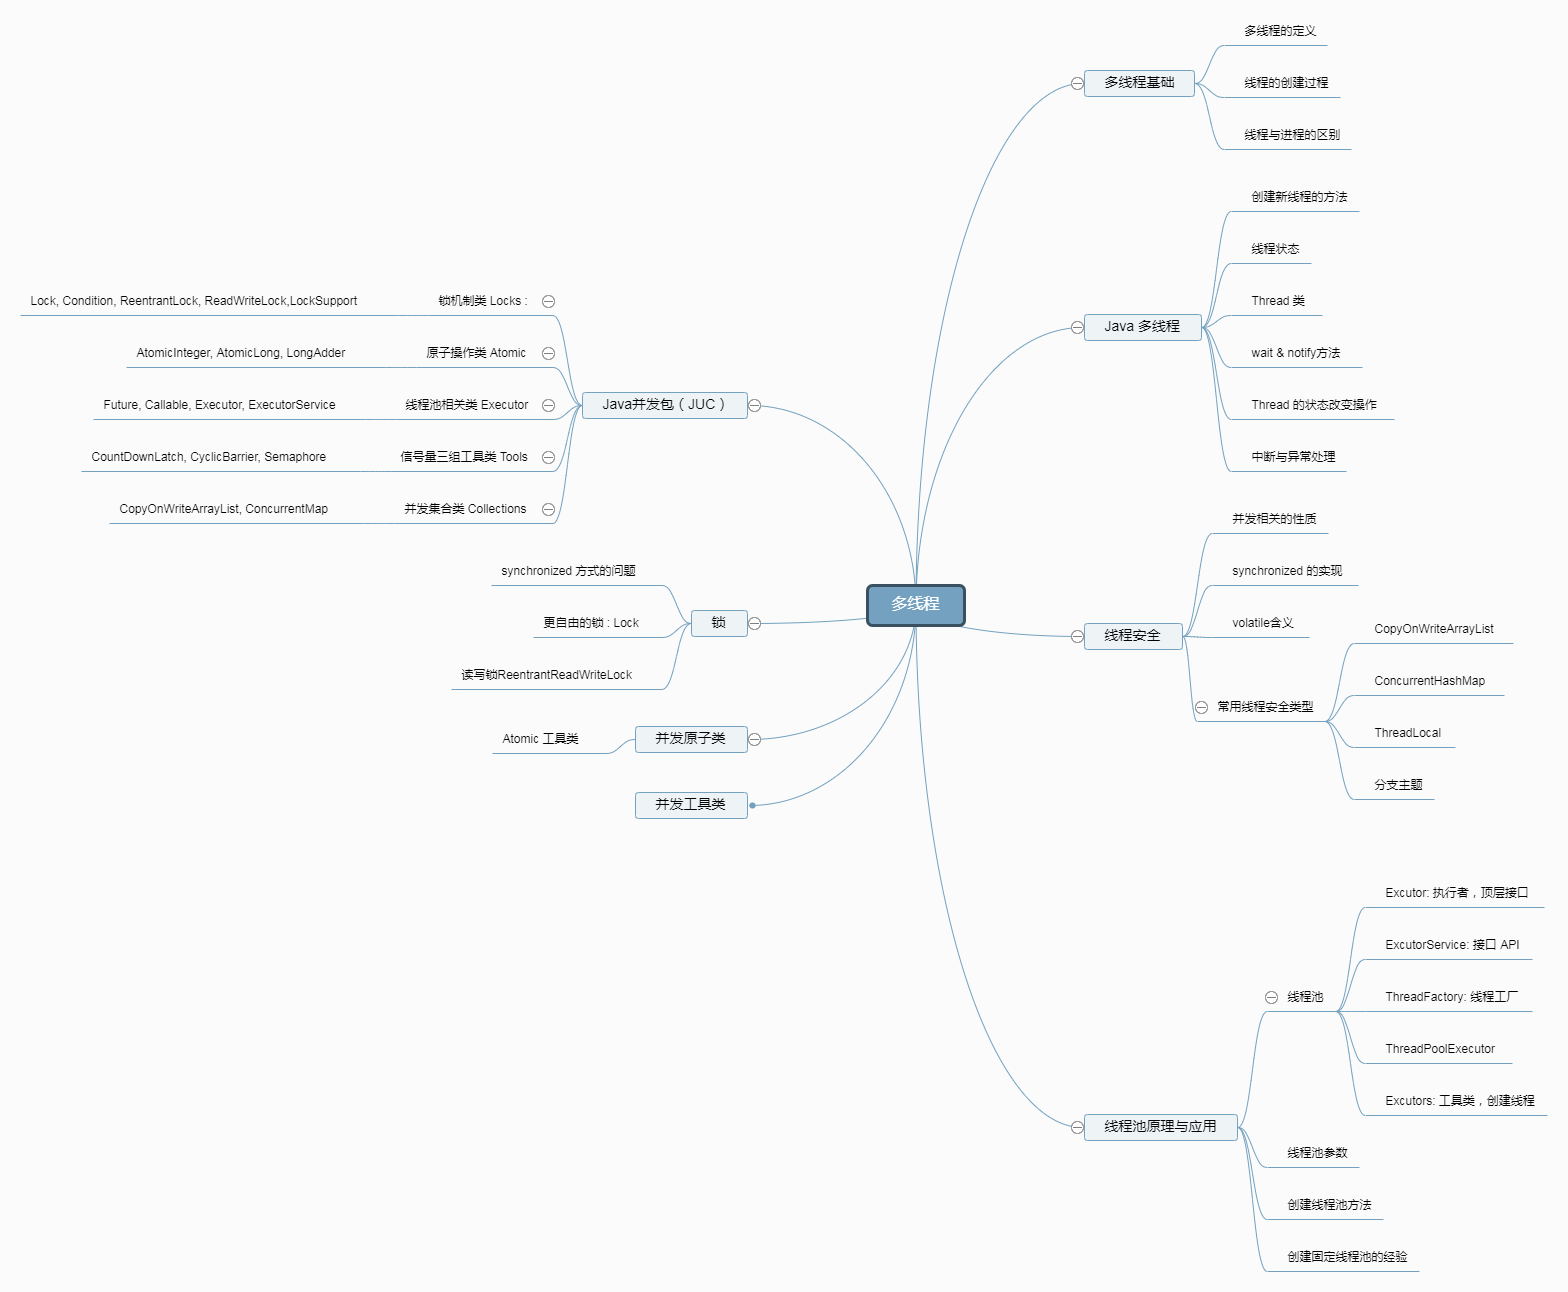 多线程
多线程基础
多线程的定义
线程的创建过程
线程与进程的区别
Java 多线程
创建新线程的方法
线程状态
Thread 类
wait & notify方法
Thread 的状态改变操作
中断与异常处理
线程安全
并发相关的性质
synchronized 的实现
volatile含义
常用线程安全类型
CopyOnWriteArrayList
ConcurrentHashMap
ThreadLocal
分支主题
线程池原理与应用
线程池
Excutor: 执行者，顶层接口
ExcutorService: 接口 API
ThreadFactory: 线程工厂
ThreadPoolExecutor
Excutors: 工具类，创建线程
线程池参数
创建线程池方法
创建固定线程池的经验
Java并发包（JUC）
锁机制类 Locks :
Lock, Condition, ReentrantLock, ReadWriteLock,LockSupport
原子操作类 Atomic
AtomicInteger, AtomicLong, LongAdder
线程池相关类 Executor
Future, Callable, Executor, ExecutorService
信号量三组工具类 Tools
CountDownLatch, CyclicBarrier, Semaphore
并发集合类 Collections
CopyOnWriteArrayList, ConcurrentMap
锁
synchronized 方式的问题
更自由的锁 : Lock
读写锁ReentrantReadWriteLock
并发原子类
Atomic 工具类
并发工具类